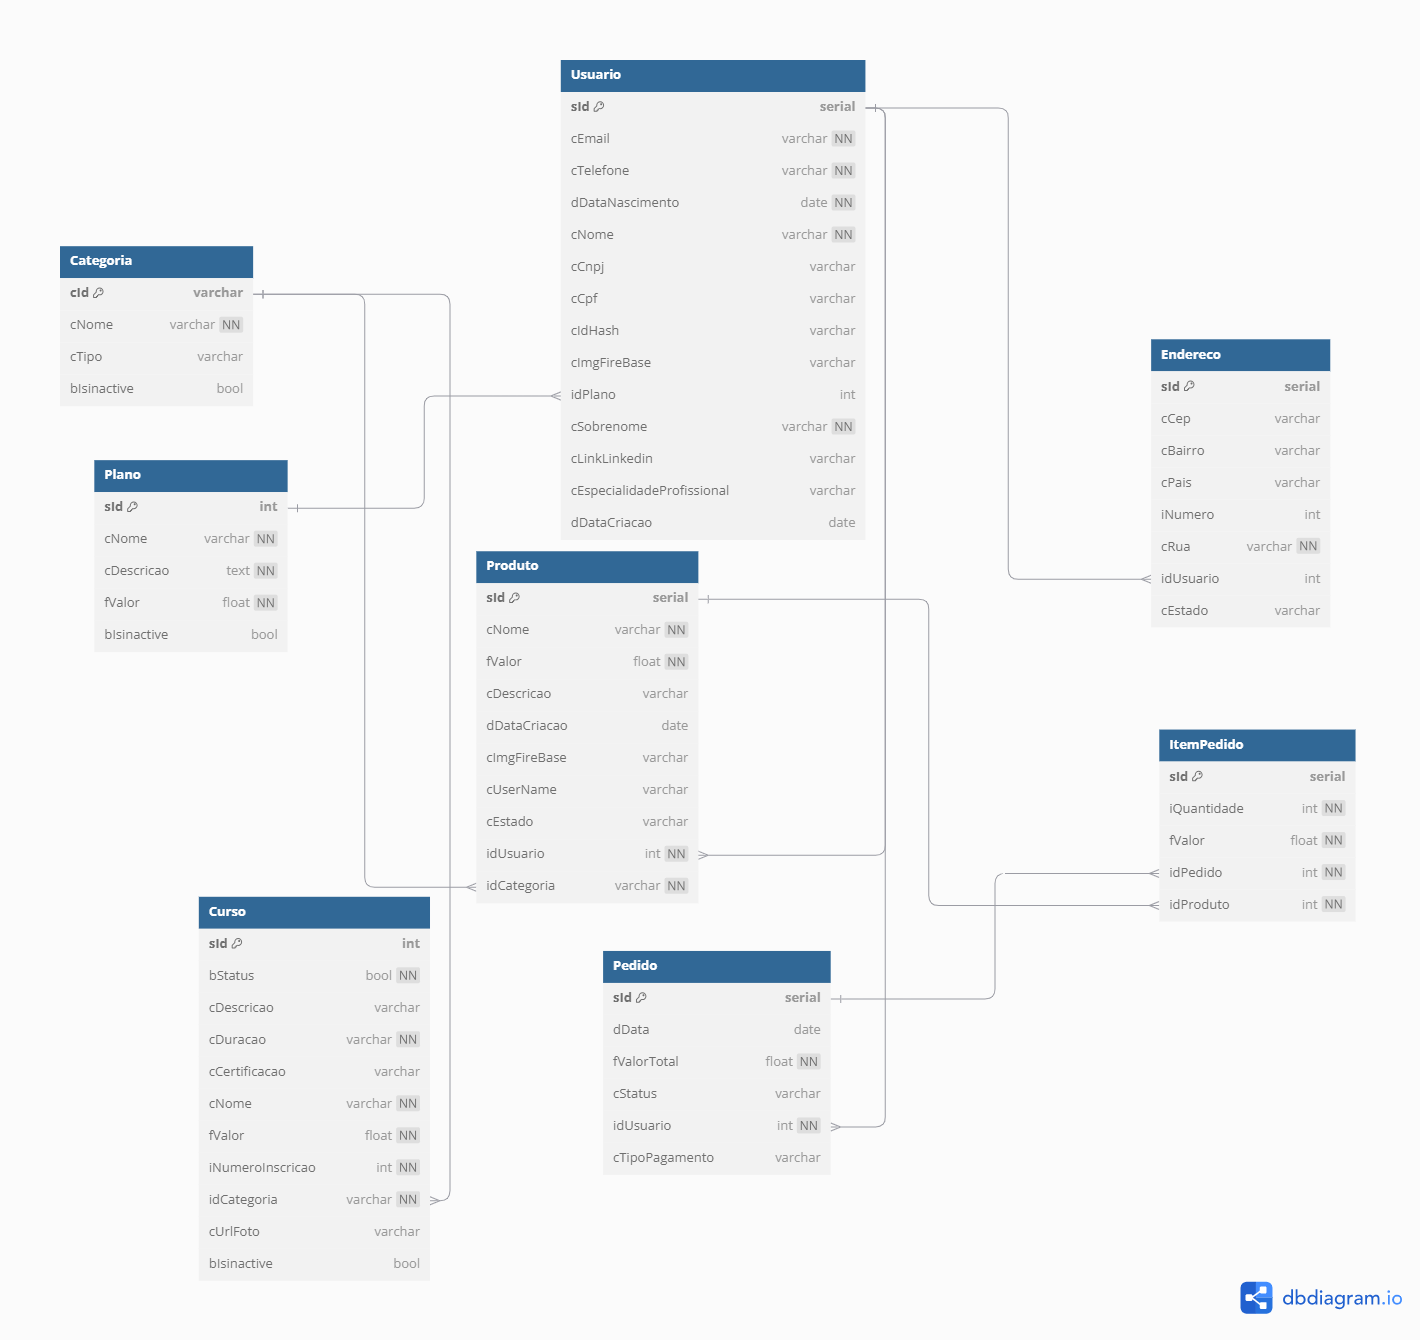 Usuario
sId serial
cEmail varchar NN
cTelefone varchar NN
dDataNascimento date NN
cNome varchar NN
cCnpj varchar
cCpf varchar
cIdHash varchar
cImgFireBase varchar
idPlano int
cSobrenome varchar NN
cLinkLinkedin varchar
cEspecialidadeProfissional varchar
dDataCriacao date
Categoria
cId varchar
cNome varchar NN
cTipo varchar
bIsinactive bool
Endereco
sId serial
cCep varchar
cBairro varchar
cPais varchar
iNumero int
cRua varchar NN
idUsuario int
cEstado varchar
Plano
sId int
cNome varchar NN
cDescricao text NN
fValor float NN
bIsinactive bool
Produto
sId serial
cNome varchar NN
fValor float NN
cDescricao varchar
dDataCriacao date
cImgFireBase varchar
cUserName varchar
cEstado varchar
idUsuario int NN
idCategoria varchar NN
ItemPedido
sId serial
iQuantidade int NN
fValor float NN
idPedido int NN
idProduto int NN
Curso
sId int
bStatus bool NN
cDescricao varchar
cDuracao varchar NN
cCertificacao varchar
cNome varchar NN
fValor float NN
iNumeroInscricao int NN
idCategoria varchar NN
cUrlFoto varchar
bIsinactive bool
Pedido
sId serial
dData date
fValorTotal float NN
cStatus varchar
idUsuario int NN
cTipoPagamento varchar
dbdiagram.io